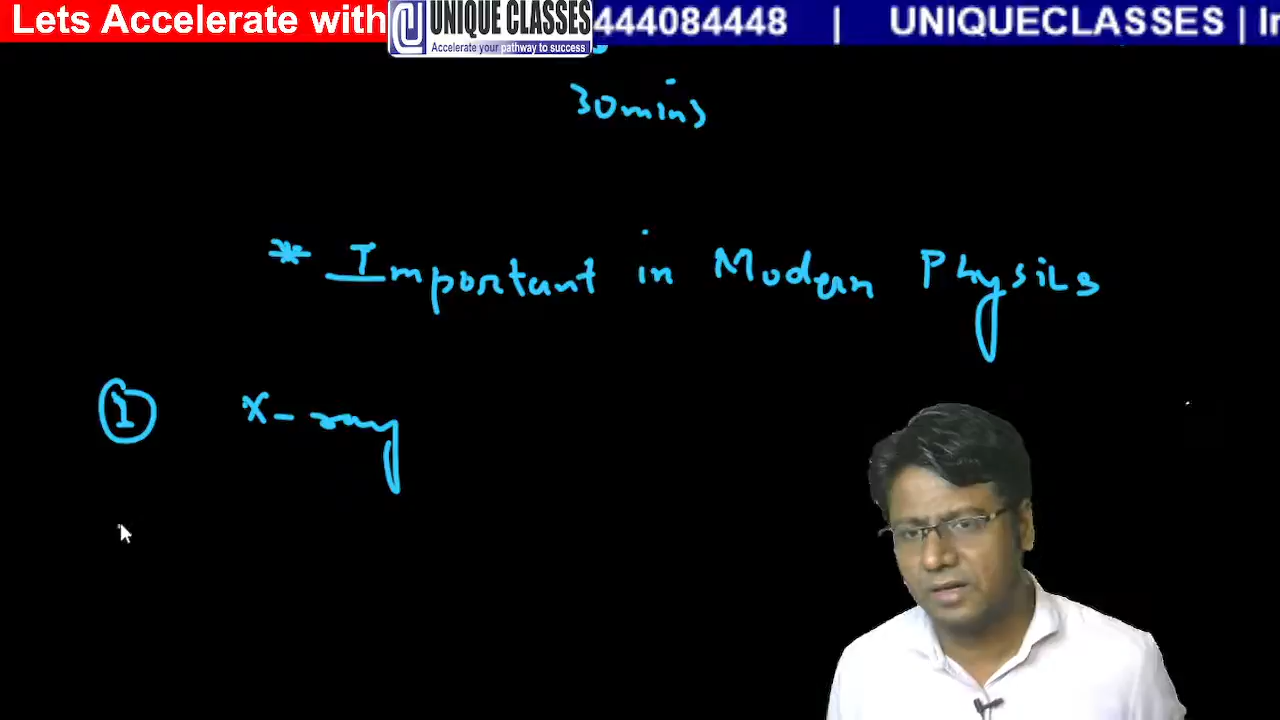 Lets Accelerate with UNIQUE CLASSES 444084448 | UNIQUECLASSES | In
Accelerate your pathway to success
30mins
* Important in Modern Physics
1 X-ray